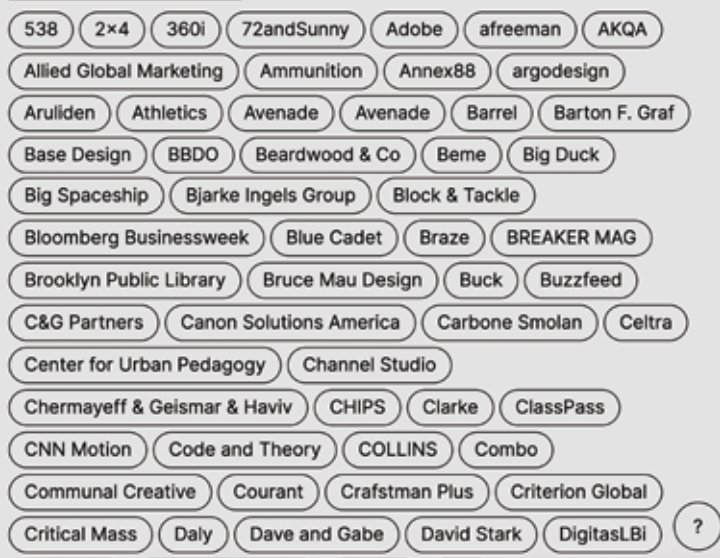 538 2×4 360i 72andSunny Adobe afreeman AKQA
Allied Global Marketing Ammunition Annex88 argodesign
Aruliden Athletics Avenade Avenade Barrel Barton F. Graf
Base Design BBDO Beardwood & Co Beme Big Duck
Big Spaceship Bjarke Ingels Group Block & Tackle
Bloomberg Businessweek Blue Cadet Braze BREAKER MAG
Brooklyn Public Library Bruce Mau Design Buck Buzzfeed
C&G Partners Canon Solutions America Carbone Smolan Celtra
Center for Urban Pedagogy Channel Studio
Chermayeff & Geismar & Haviv CHIPS Clarke ClassPass
CNN Motion Code and Theory COLLINS Combo
Communal Creative Courant Crafstman Plus Criterion Global
Critical Mass Daly Dave and Gabe David Stark DigitasLBi ?